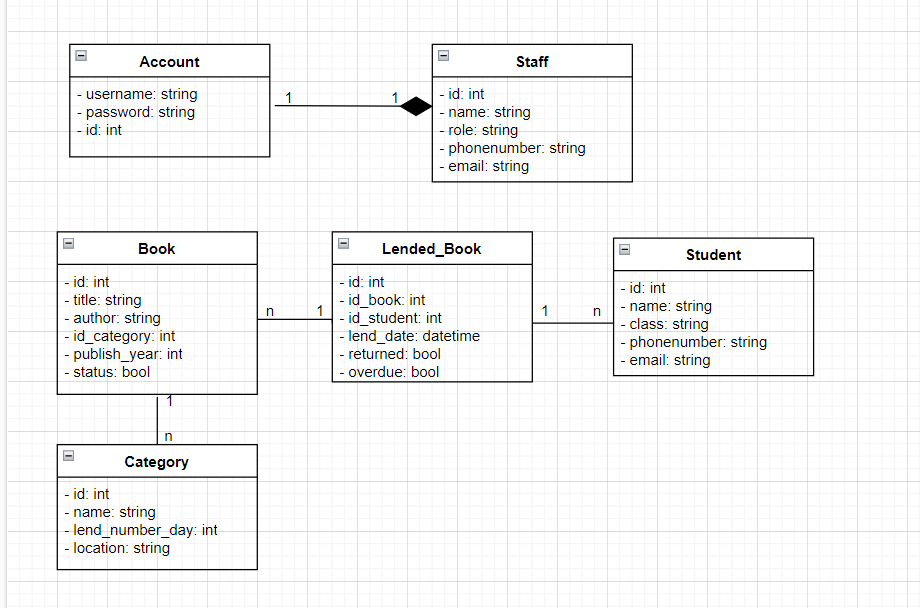 Account
- username: string
- password: string
- id: int
1
1
Staff
- id: int
- name: string
- role: string
- phonenumber: string
- email: string
Book
- id: int
- title: string
- author: string
- id_category: int
- publish_year: int
- status: bool
n
1
Lended_Book
- id: int
- id_book: int
- id_student: int
- lend_date: datetime
- returned: bool
- overdue: bool
1
n
Student
- id: int
- name: string
- class: string
- phonenumber: string
- email: string
1
n
Category
- id: int
- name: string
- lend_number_day: int
- location: string